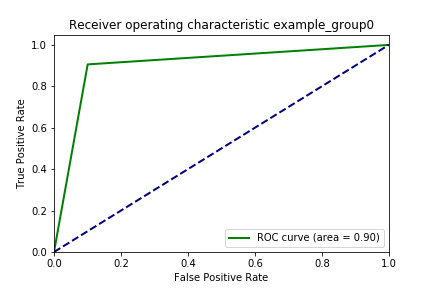 Receiver operating characteristic example_group0
True Positive Rate
1.0
0.8
0.6
0.4
0.2
0.0
0.0 0.2 0.4 0.6 0.8 1.0
False Positive Rate
ROC curve (area = 0.90)